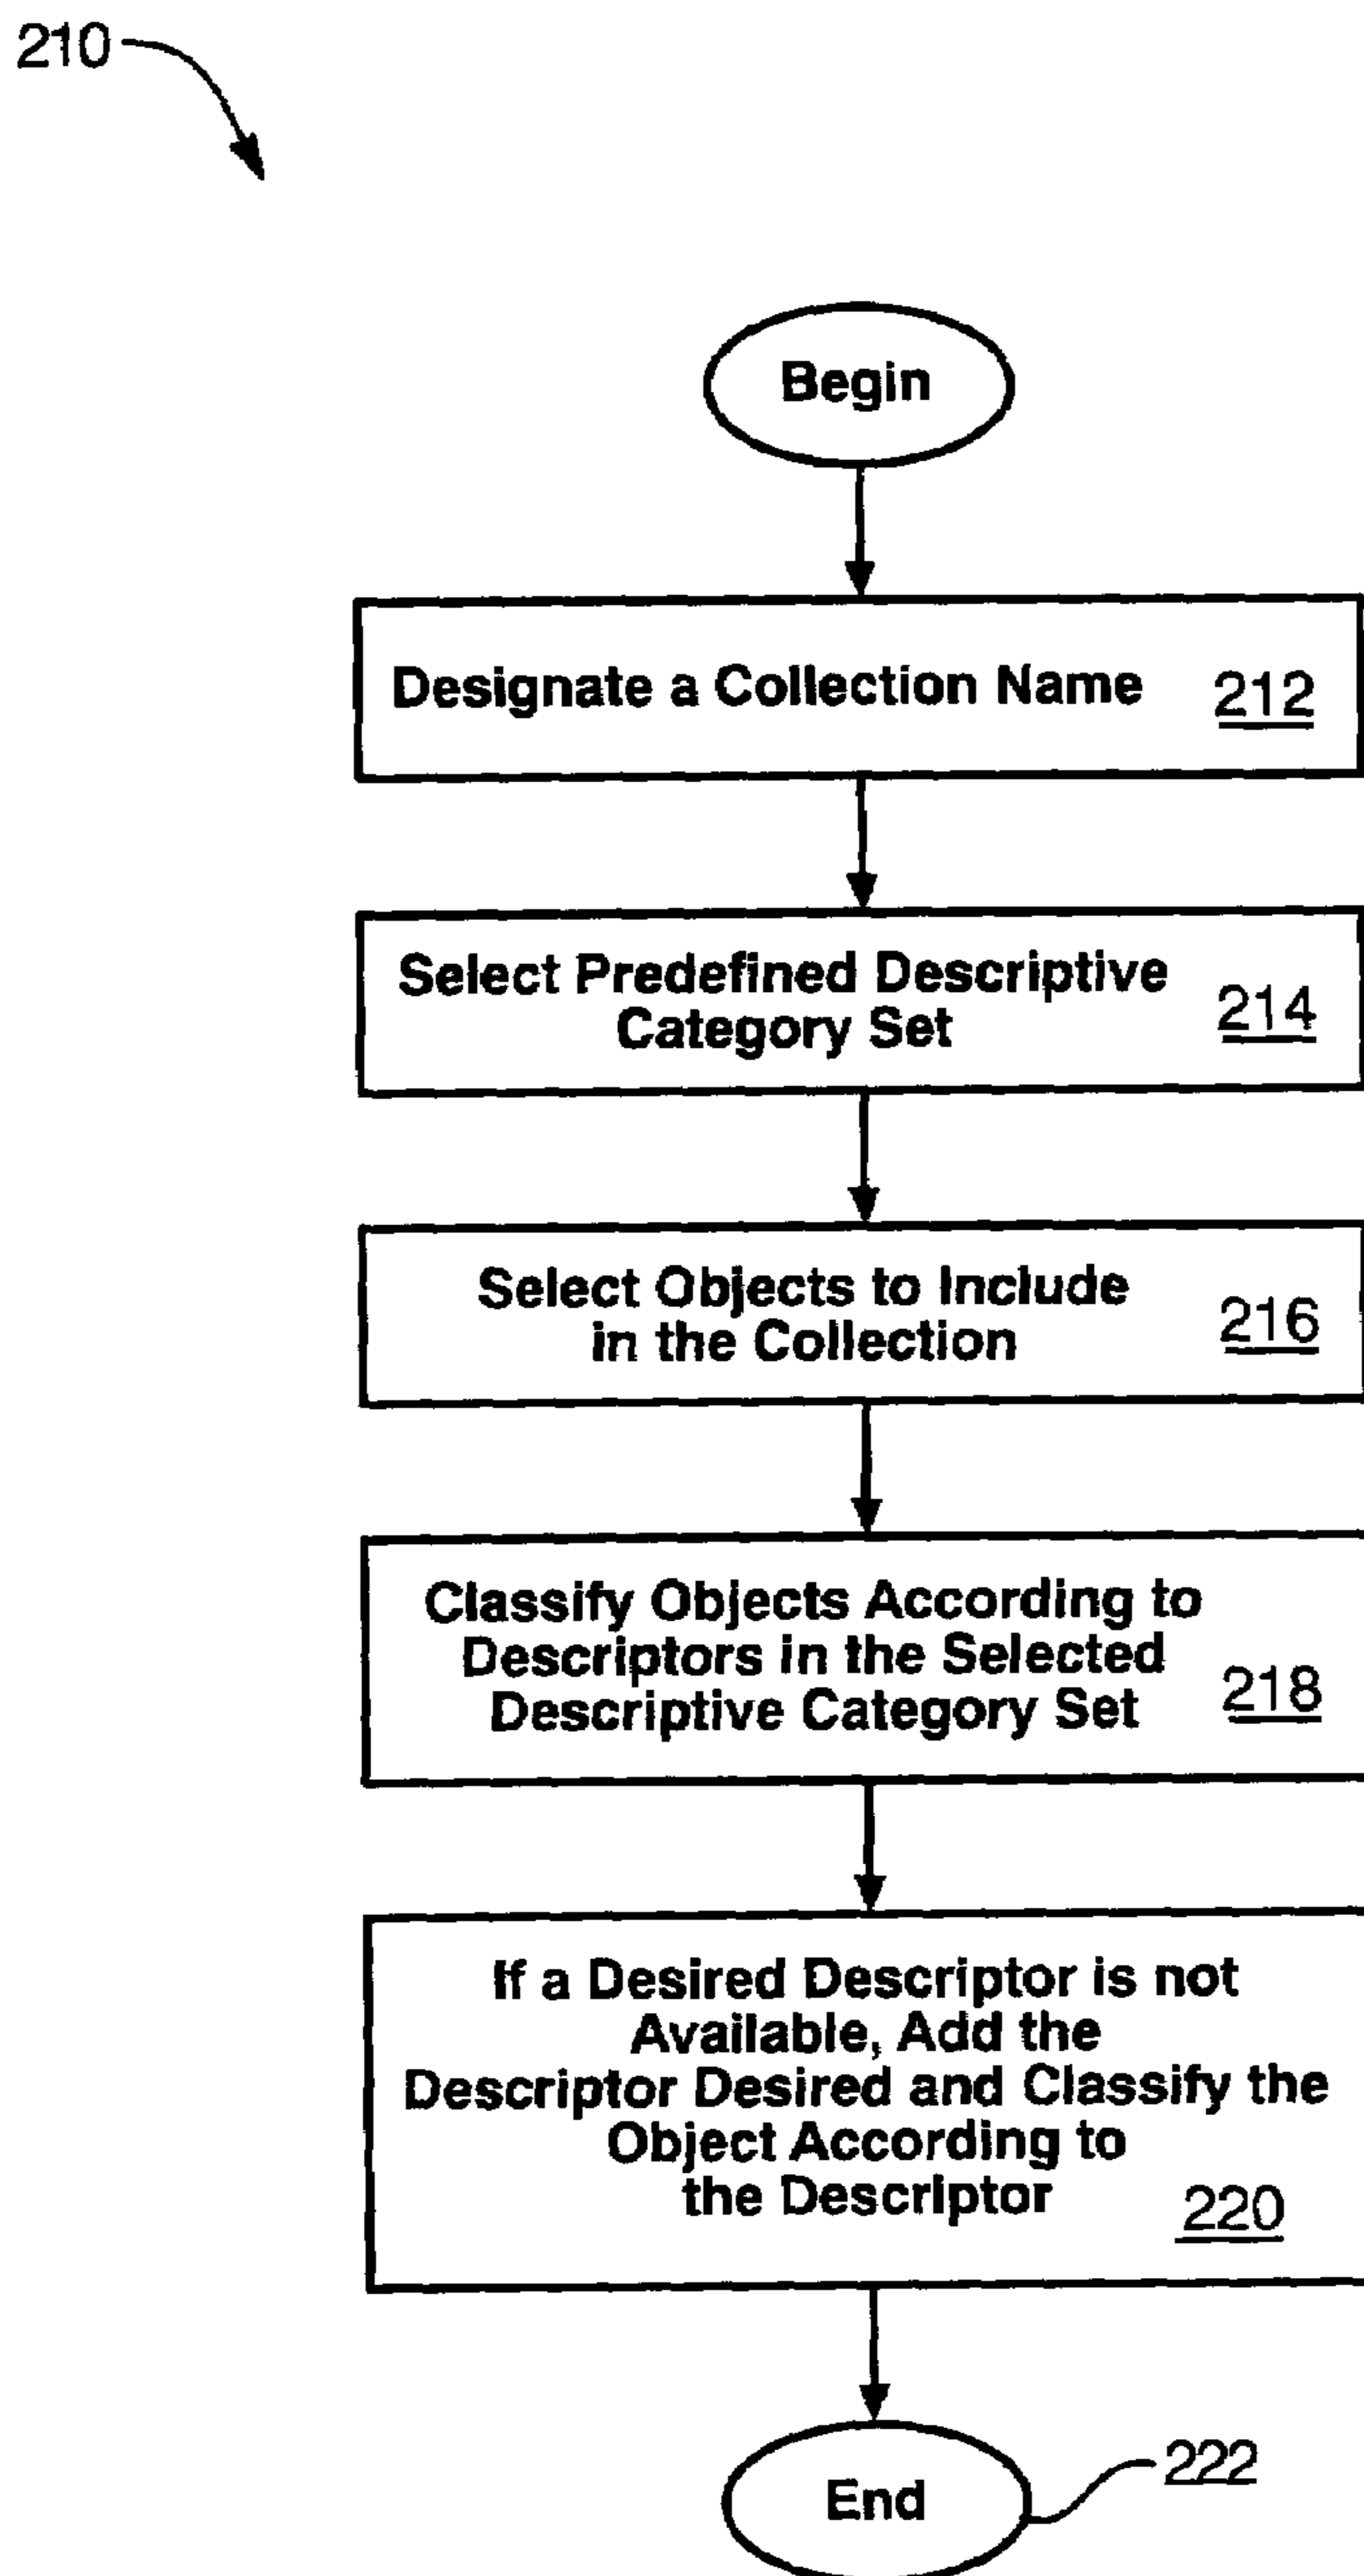 210
Begin
Designate a Collection Name 212
Select Predefined Descriptive
Category Set 214
Select Objects to Include
in the Collection 216
Classify Objects According to
Descriptors in the Selected
Descriptive Category Set 218
If a Desired Descriptor is not
Available, Add the
Descriptor Desired and Classify the
Object According to
the Descriptor 220
End 222